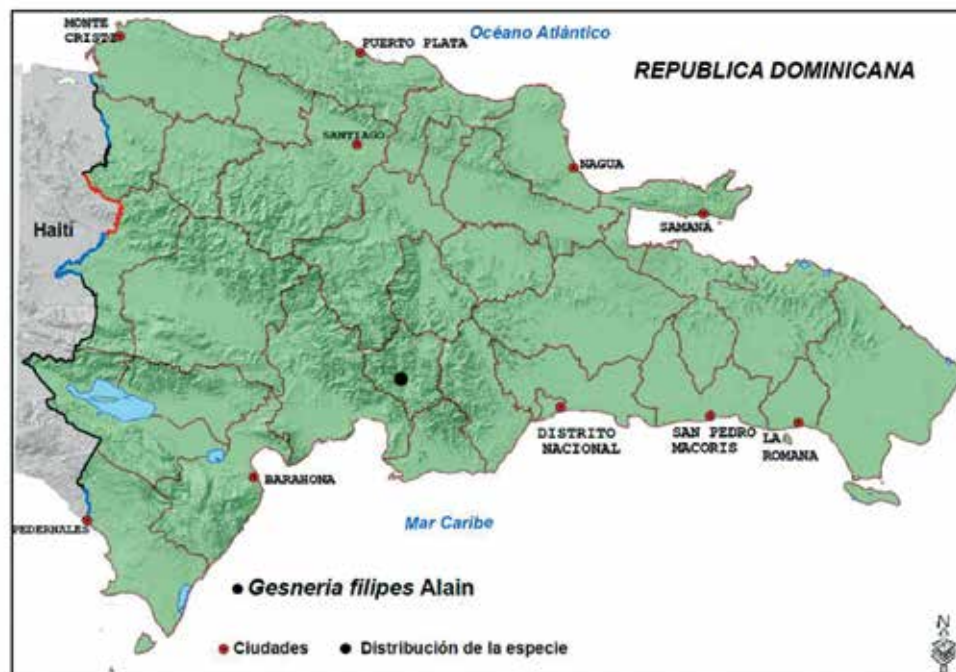 MONTE
CRISTI
PUERTO PLATA
Océano Atlántico
REPUBLICA DOMINICANA
SANTIAGO
NAGUA
SAMANÁ
Haití
DISTRITO
NACIONAL
SAN PEDRO
MACORIS
LA
ROMANA
BARAHONA
PEDERNALES
Mar Caribe
Gesneria filipes Alain
Ciudades
Distribución de la especie
N